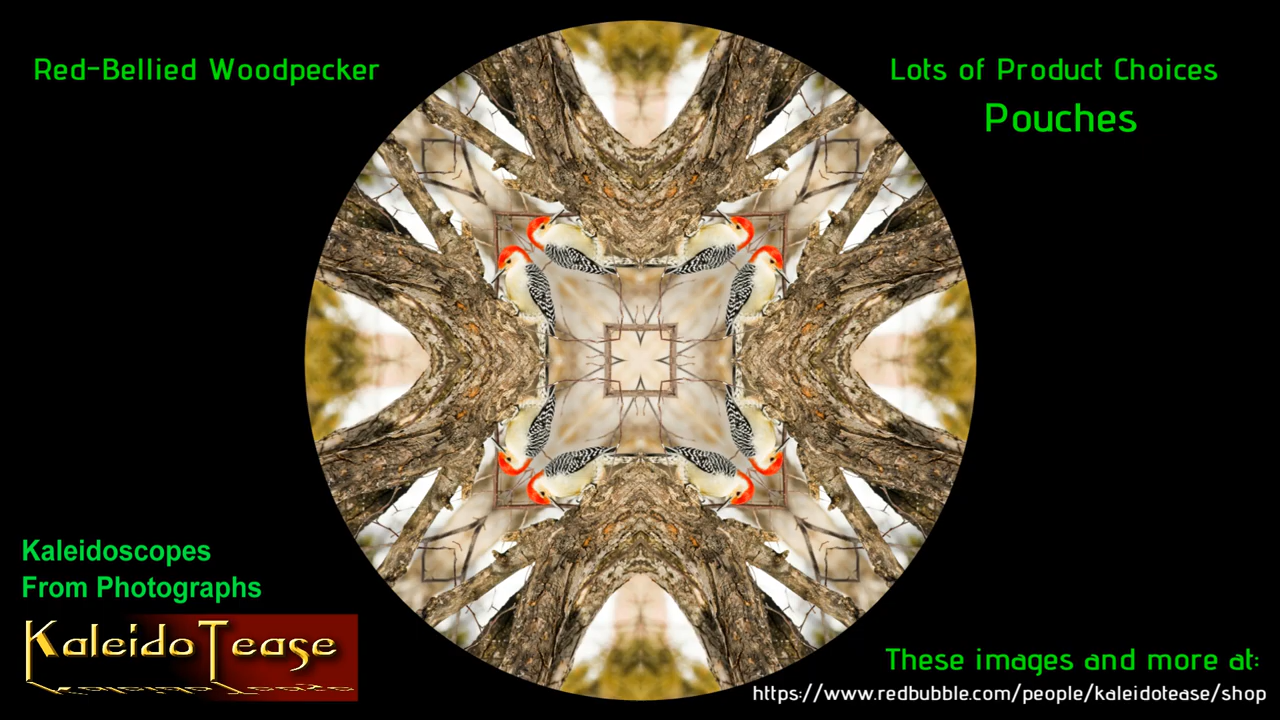 Red-Bellied Woodpecker
Lots of Product Choices
Pouches
Kaleidoscopes
From Photographs
KaleidoTease
These images and more at:
https://www.redbubble.com/people/kaleidotease/shop